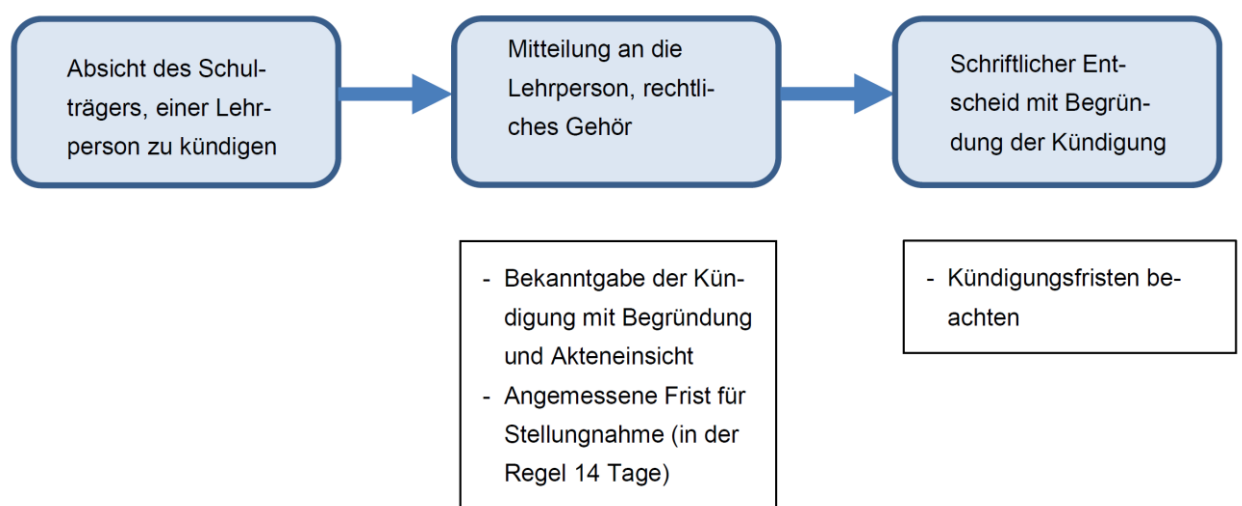 Absicht des Schul-
trägers, einer Lehr-
person zu kündigen
Mitteilung an die
Lehrperson, rechtli-
ches Gehör
Schriftlicher Ent-
scheid mit Begrün-
dung der Kündigung
- Bekanntgabe der Kün-
digung mit Begründung
und Akteneinsicht
- Angemessene Frist für
Stellungnahme (in der
Regel 14 Tage)
- Kündigungsfristen be-
achten